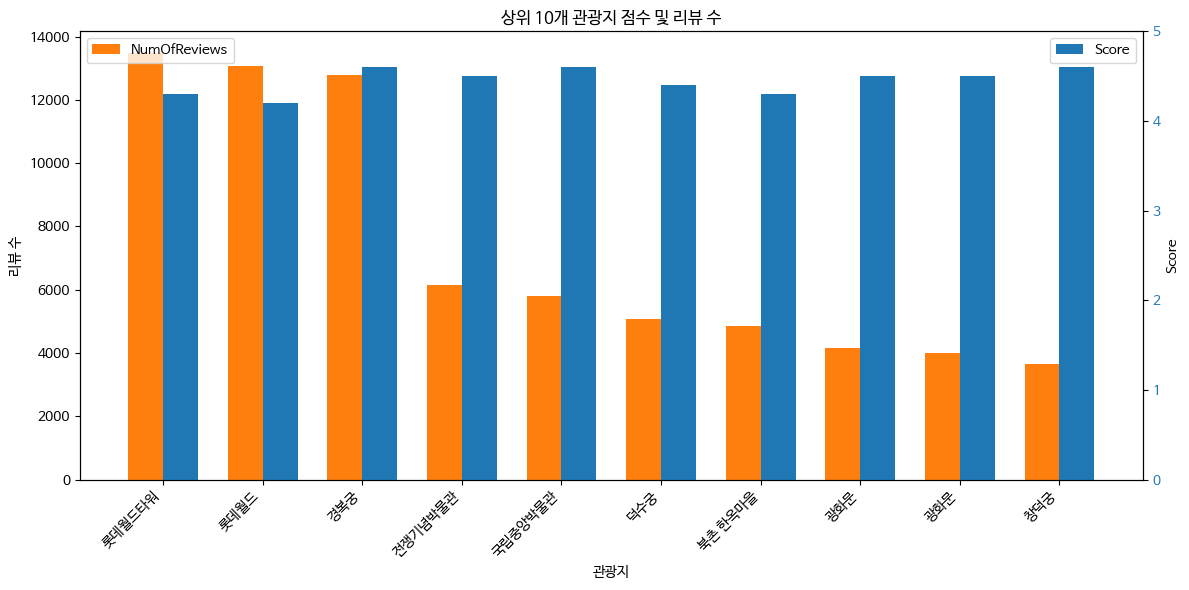 상위 10개 관광지 점수 및 리뷰 수
NumOfReviews
Score
14000
12000
10000
8000
6000
4000
2000
0
리뷰 수
5
4
3
2
1
0
Score
롯데월드타워
롯데월드
경복궁
전쟁기념박물관
국립중앙박물관
덕수궁
북촌 한옥마을
광화문
광화문
창덕궁
관광지